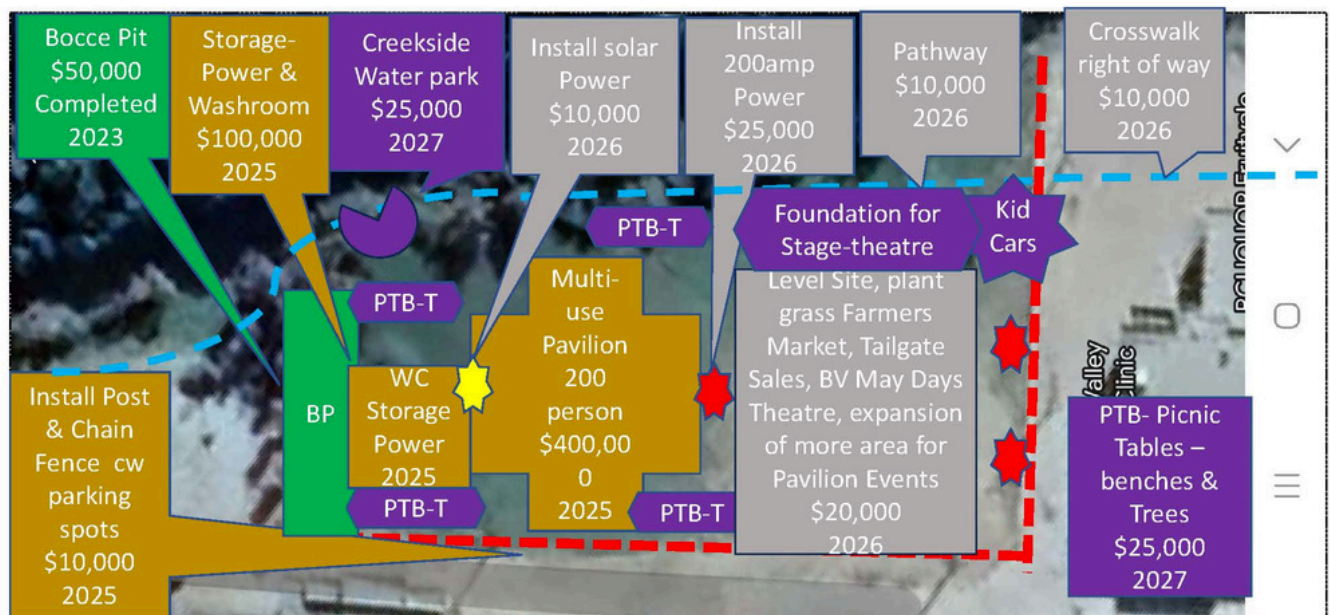 Bocce Pit
$50,000
Completed
2023
Storage-
Power &
Washroom
$100,000
2025
Creekside
Water park
$25,000
2027
Install solar
Power
$10,000
2026
Install
200amp
Power
$25,000
2026
Pathway
$10,000
2026
Crosswalk
right of way
$10,000
2026
PTB-T
Foundation for
Stage-theatre
Kid
Cars
PTB-T
Multi-
use
Pavilion
200
person
$400,00
0
2025
Level Site, plant
grass Farmers
Market, Tailgate
Sales, BV May Days
Theatre, expansion
of more area for
Pavilion Events
$20,000
2026
Install Post
& Chain
Fence cw
parking
spots
$10,000
2025
BP
WC
Storage
Power
2025
PTB-T
PTB-T
Valley
Clinic
PTB- Picnic
Tables –
benches &
Trees
$25,000
2027